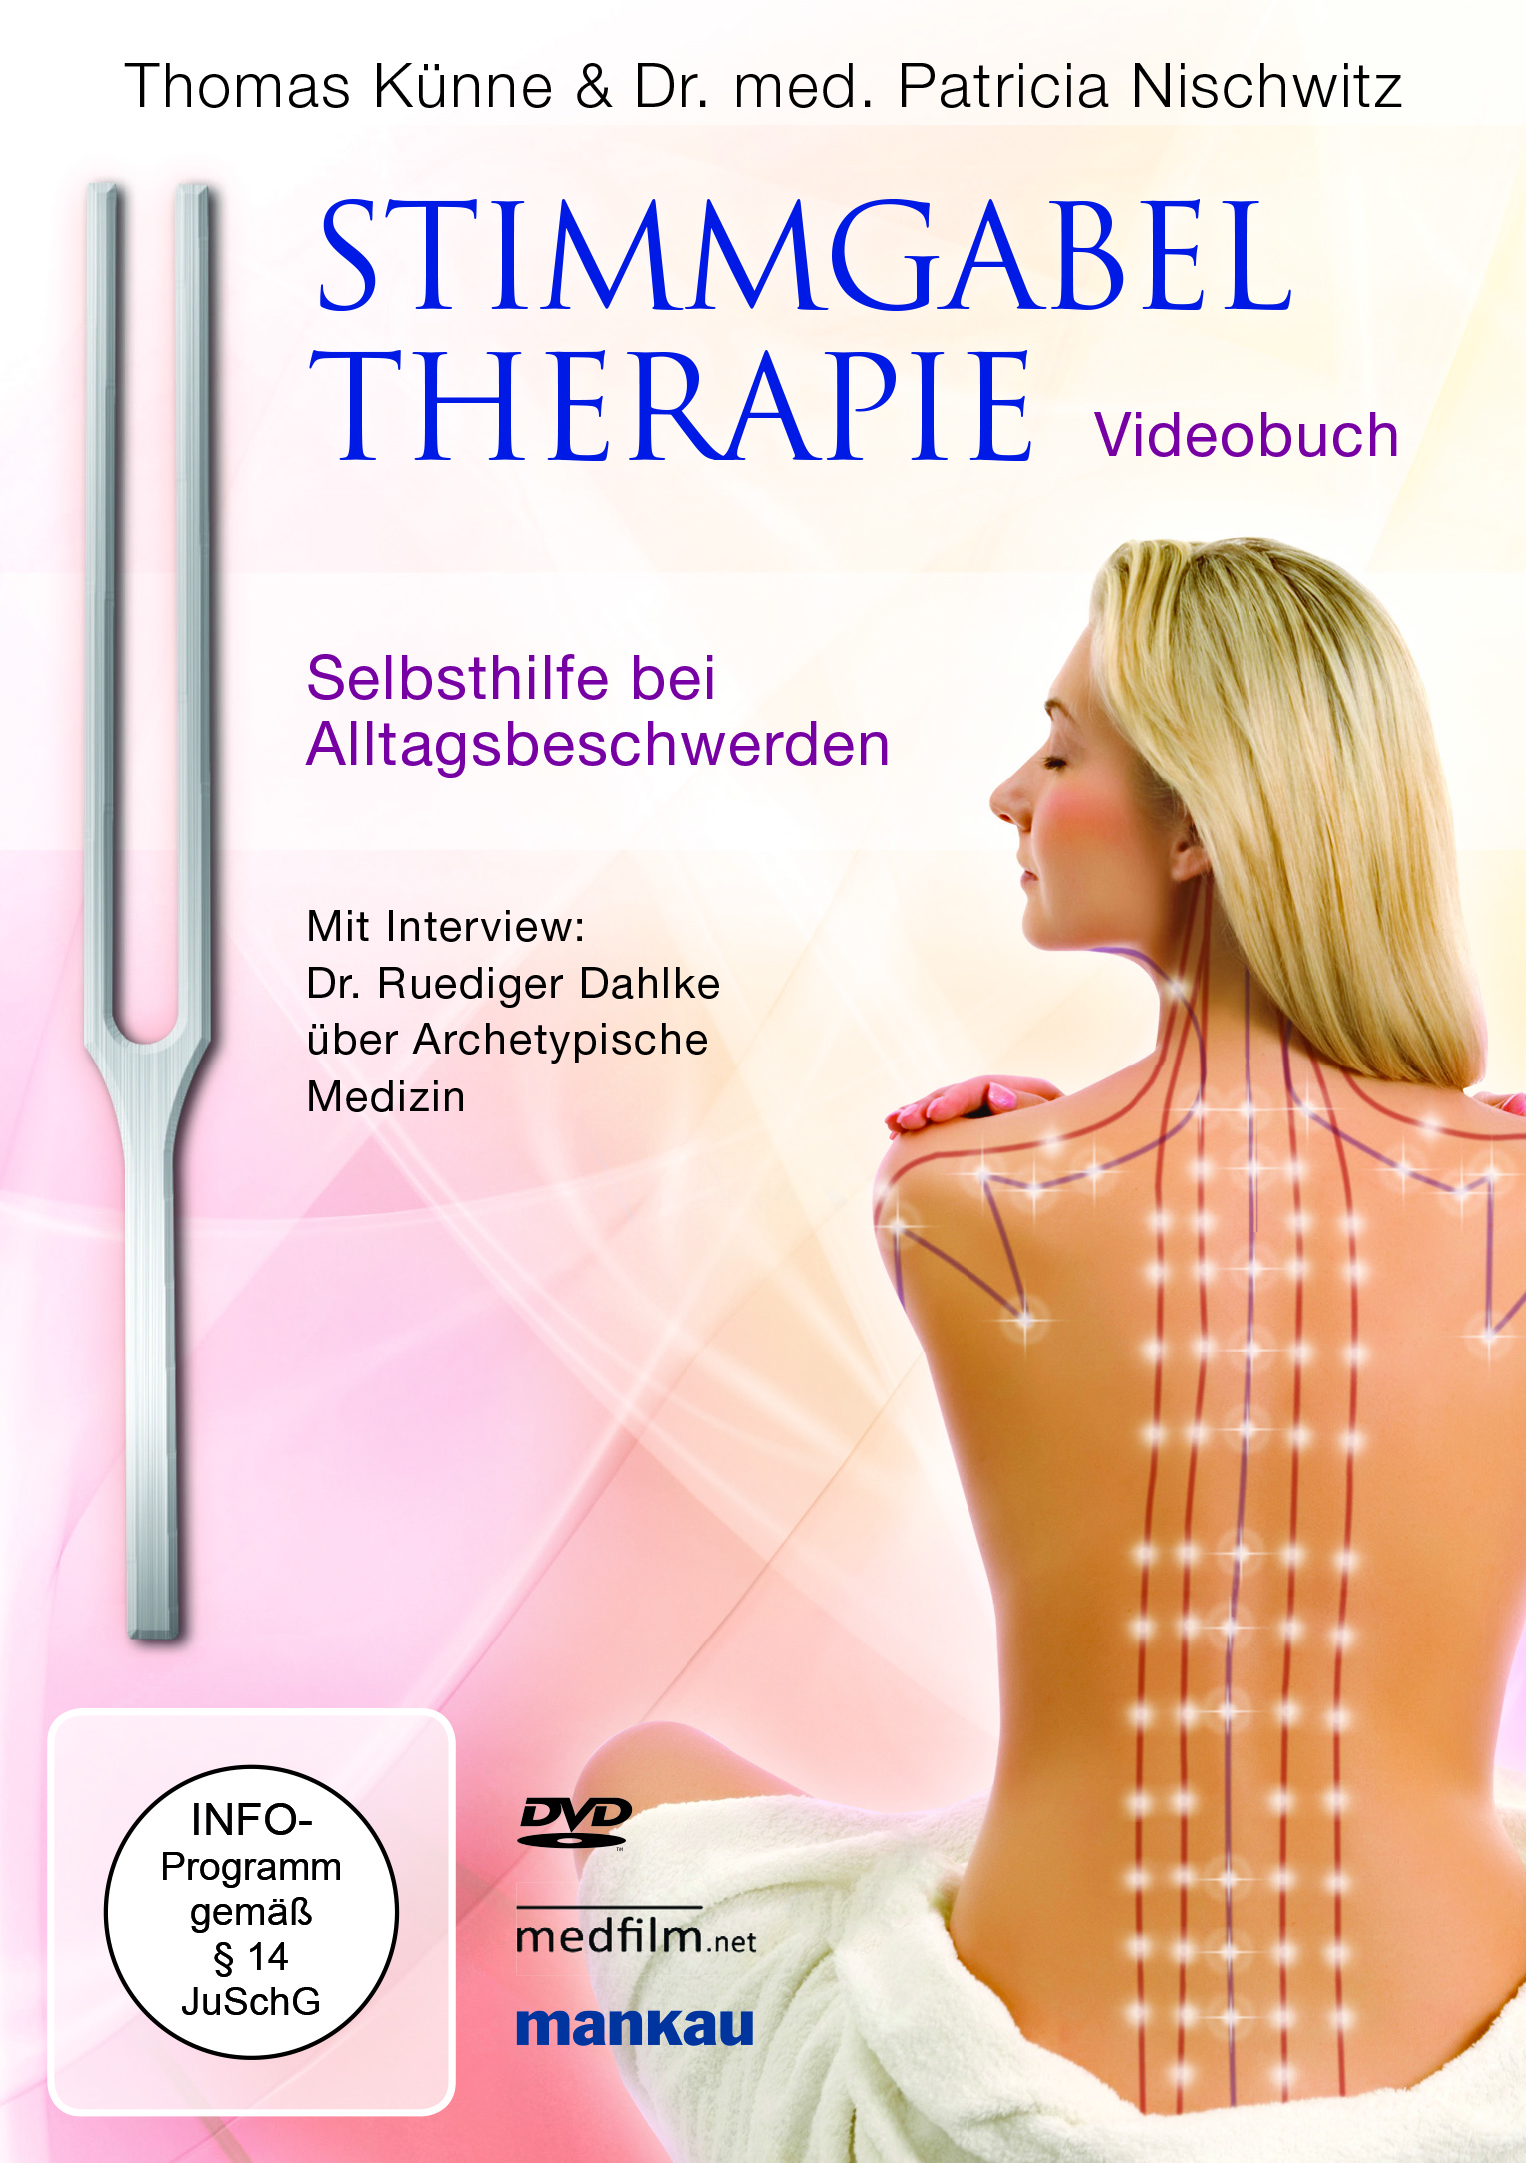 Thomas Künne & Dr. med. Patricia Nischwitz
STIMMGABEL
THERAPIE Videobuch
Selbsthilfe bei
Alltagsbeschwerden
Mit Interview:
Dr. Ruediger Dahlke
über Archetypische
Medizin
INFO-
Programm
gemäß
§ 14
JuSchG
DVD
TM
medfilm.net
mankau